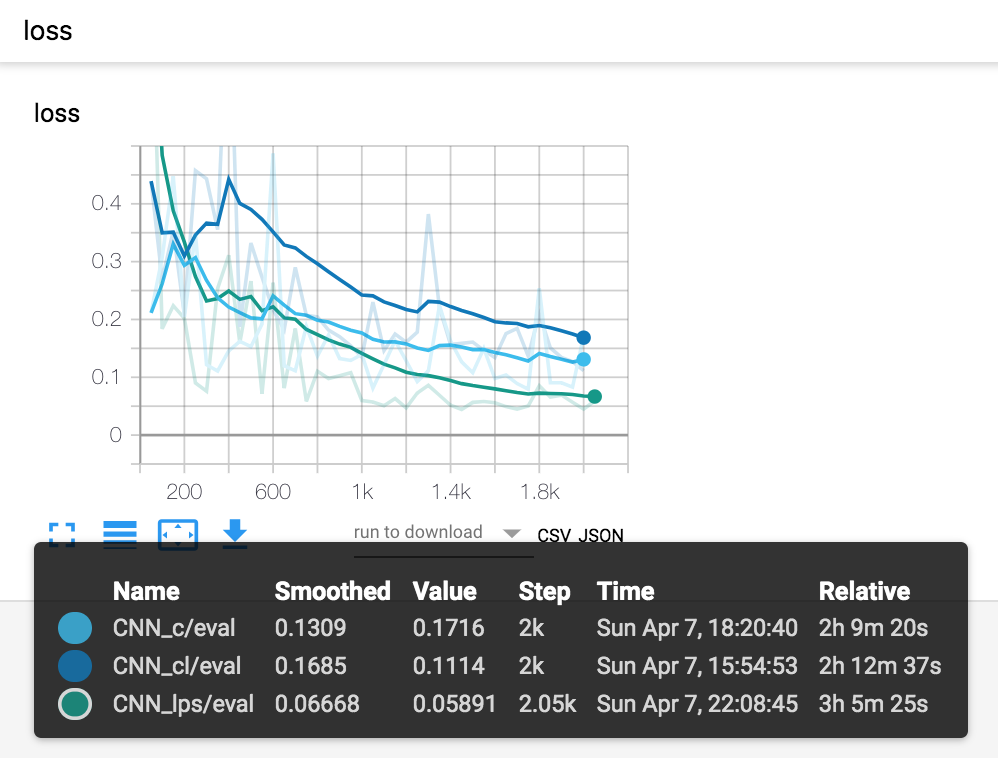 loss
loss
0.4
0.3
0.2
0.1
0
200 600 1k 1.4k 1.8k
run to download CSV JSON
Name Smoothed Value Step Time Relative
CNN_c/eval 0.1309 0.1716 2k Sun Apr 7, 18:20:40 2h 9m 20s
CNN_cl/eval 0.1685 0.1114 2k Sun Apr 7, 15:54:53 2h 12m 37s
CNN_lps/eval 0.06668 0.05891 2.05k Sun Apr 7, 22:08:45 3h 5m 25s